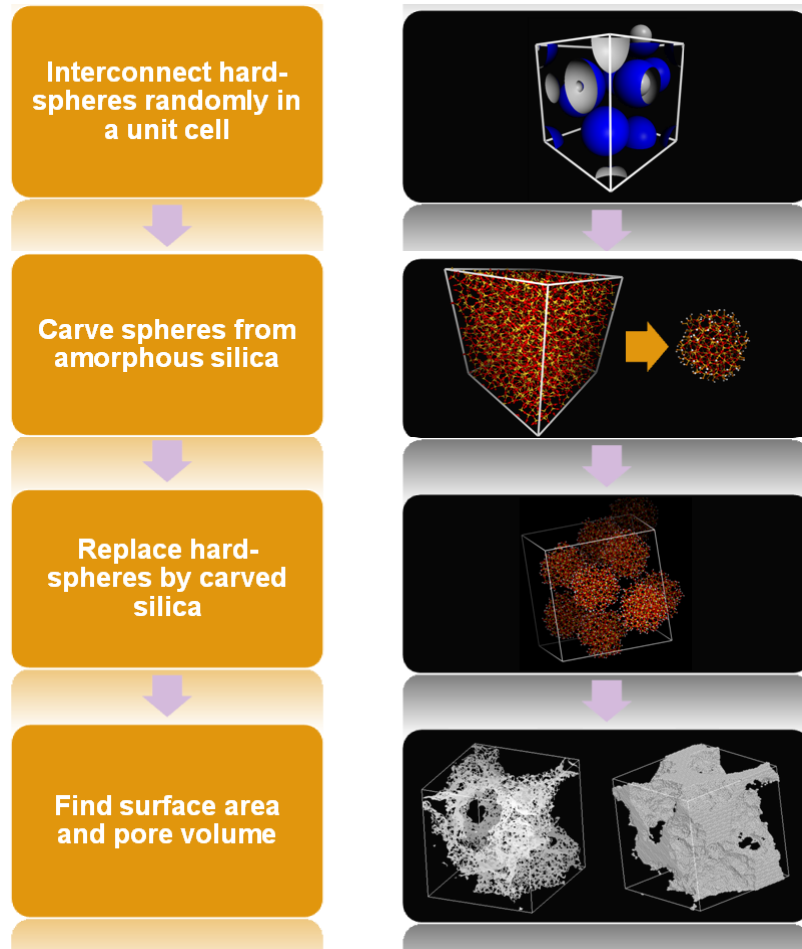 Interconnect hard-
spheres randomly in
a unit cell
Carve spheres from
amorphous silica
Replace hard-
spheres by carved
silica
Find surface area
and pore volume